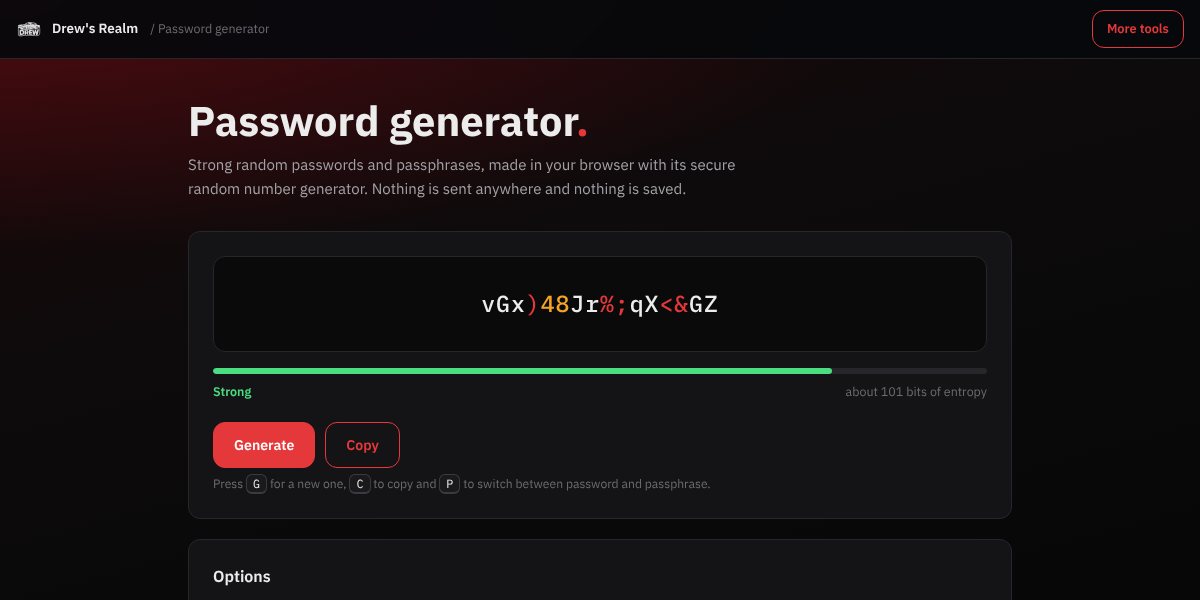 DREW
Drew's Realm / Password generator
More tools
Password generator.
Strong random passwords and passphrases, made in your browser with its secure
random number generator. Nothing is sent anywhere and nothing is saved.
vGx)48Jr%;qX<&GZ
Strong
about 101 bits of entropy
Generate
Copy
Press G for a new one, C to copy and P to switch between password and passphrase.
Options